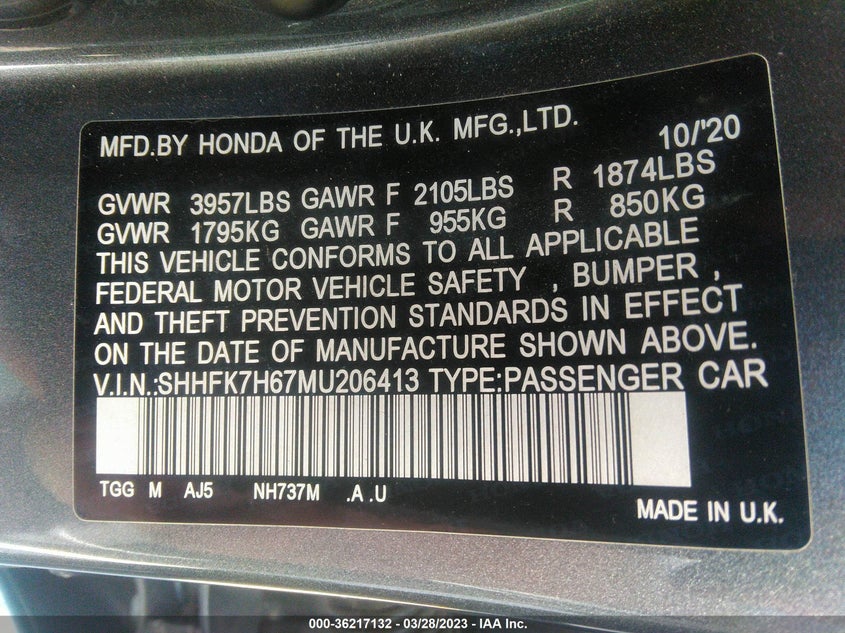 MFD.BY HONDA OF THE U.K. MFG.,LTD. 10/'20
GVWR 3957LBS GAWR F 2105LBS R 1874LBS
GVWR 1795KG GAWR F 955KG R 850KG
THIS VEHICLE CONFORMS TO ALL APPLICABLE
FEDERAL MOTOR VEHICLE SAFETY , BUMPER ,
AND THEFT PREVENTION STANDARDS IN EFFECT
ON THE DATE OF MANUFACTURE SHOWN ABOVE.
V.I.N.:SHHFK7H67MU206413 TYPE:PASSENGER CAR
TGG M AJ5 NH737M .A .U
MADE IN U.K.
000-36217132 - 03/28/2023 - IAA Inc.